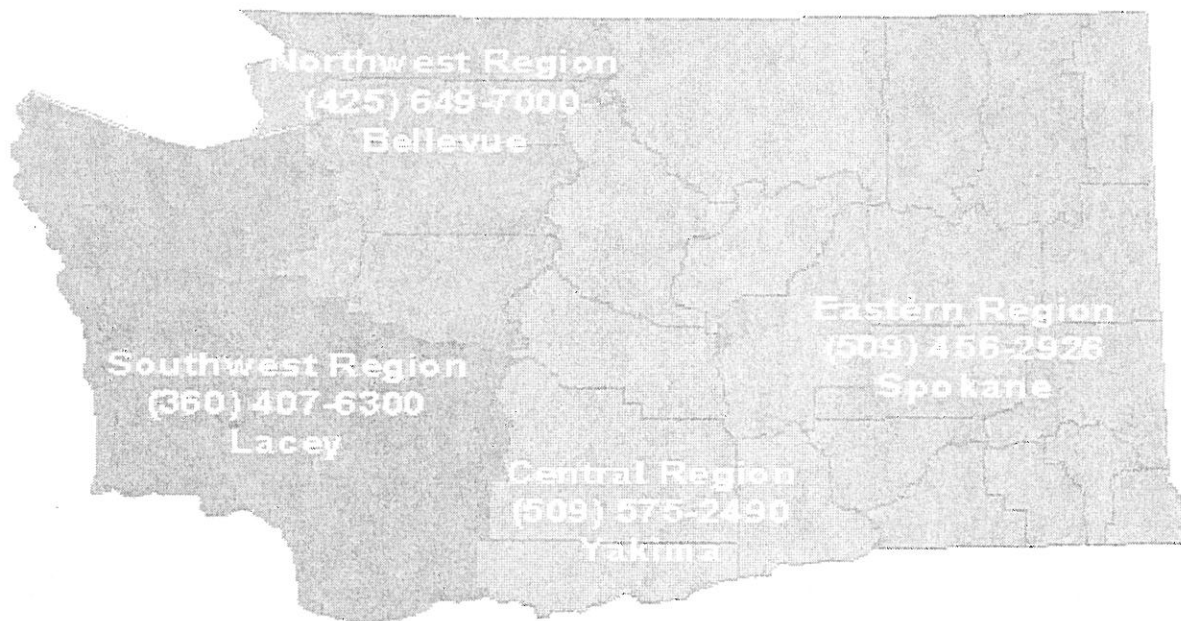 Northwest Region
(425) 649-7000
Bellevue
Southwest Region
(360) 407-6300
Lacey
Central Region
(509) 575-2490
Yakima
Eastern Region
(509) 456-2926
Spokane